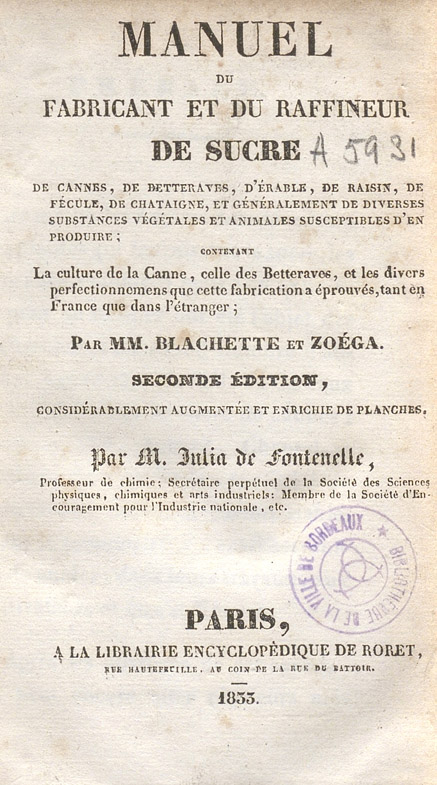 MANUEL
DU
FABRICANT ET DU RAFFINEUR
DE SUCRE A 5931
DE CANNES, DE BETTERAVES, D'ÉRABLE, DE RAISIN, DE
FÉCULE, DE CHATAIGNE, ET GÉNÉRALEMENT DE DIVERSES
SUBSTANCES VÉGÉTALES ET ANIMALES SUSCEPTIBLES D'EN
PRODUIRE ;
CONTENANT
La culture de la Canne, celle des Betteraves, et les divers
perfectionnemens que cette fabrication a éprouvés, tant en
France que dans l'étranger ;
PAR MM. BLACHETTE ET ZOÉGA.
SECONDE ÉDITION,
CONSIDÉRABLEMENT AUGMENTÉE ET ENRICHIE DE PLANCHES.
Par M. Julia de Fontenelle,
Professeur de chimie ; Secrétaire perpétuel de la Société des Sciences
physiques, chimiques et arts industriels : Membre de la Société d'En-
couragement pour l'Industrie nationale, etc.
BIBLIOTHÈQUE DE LA VILLE DE BORDEAUX
PARIS,
A LA LIBRAIRIE ENCYCLOPÉDIQUE DE RORET,
RUE HAUTEFEUILLE, AU COIN DE LA RUE DU BATTOIR.
1833.